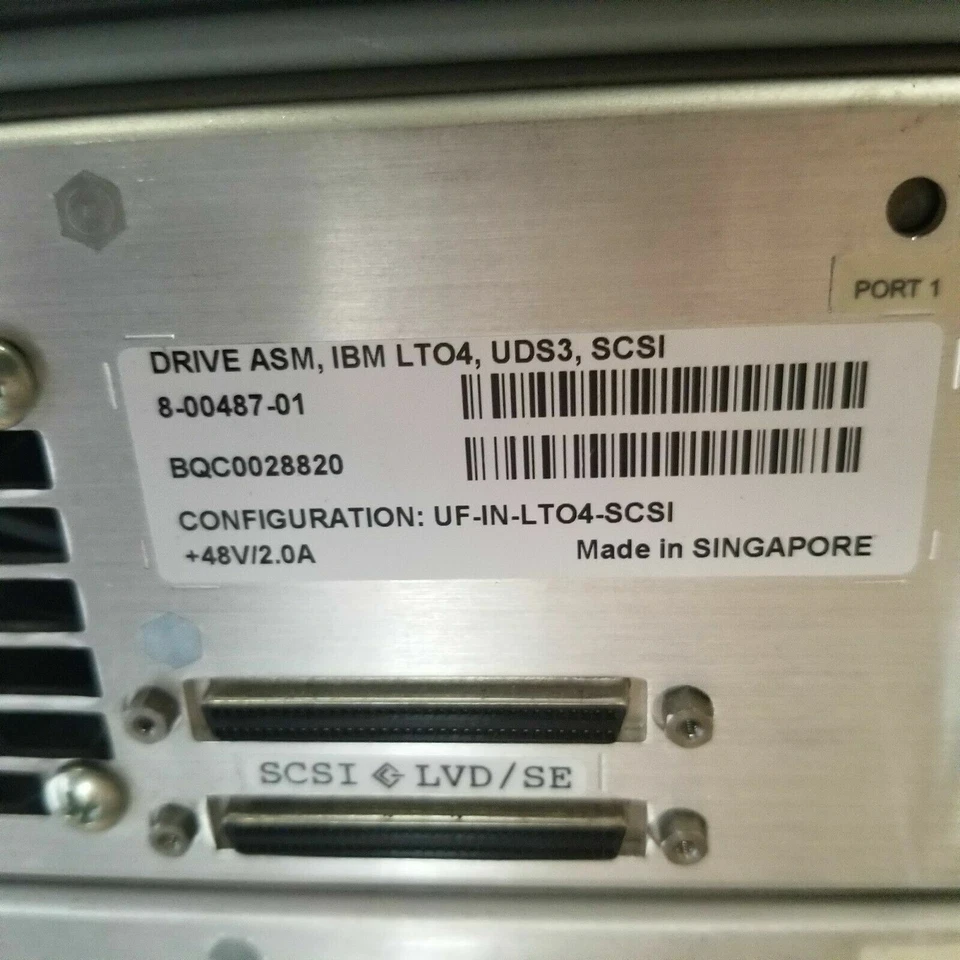 PORT 1
DRIVE ASM, IBM LTO4, UDS3, SCSI
8-00487-01
BQC0028820
CONFIGURATION: UF-IN-LTO4-SCSI
+48V/2.0A Made in SINGAPORE
SCSI LVD/SE